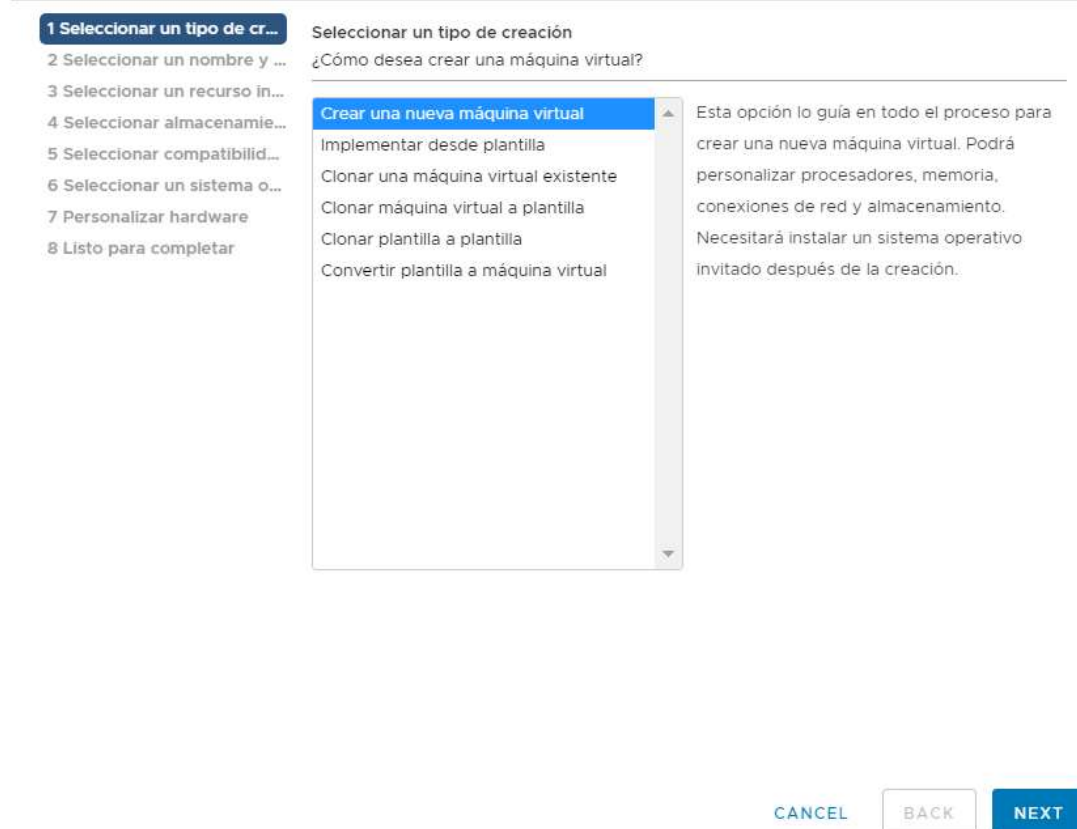 1 Seleccionar un tipo de cr...
2 Seleccionar un nombre y ...
3 Seleccionar un recurso in...
4 Seleccionar almacenamie...
5 Seleccionar compatibilid...
6 Seleccionar un sistema o...
7 Personalizar hardware
8 Listo para completar
Seleccionar un tipo de creación
¿Cómo desea crear una máquina virtual?
Crear una nueva máquina virtual
Implementar desde plantilla
Clonar una máquina virtual existente
Clonar máquina virtual a plantilla
Clonar plantilla a plantilla
Convertir plantilla a máquina virtual
Esta opción lo guía en todo el proceso para
crear una nueva máquina virtual. Podrá
personalizar procesadores, memoria,
conexiones de red y almacenamiento.
Necesitará instalar un sistema operativo
invitado después de la creación.
CANCEL
BACK
NEXT